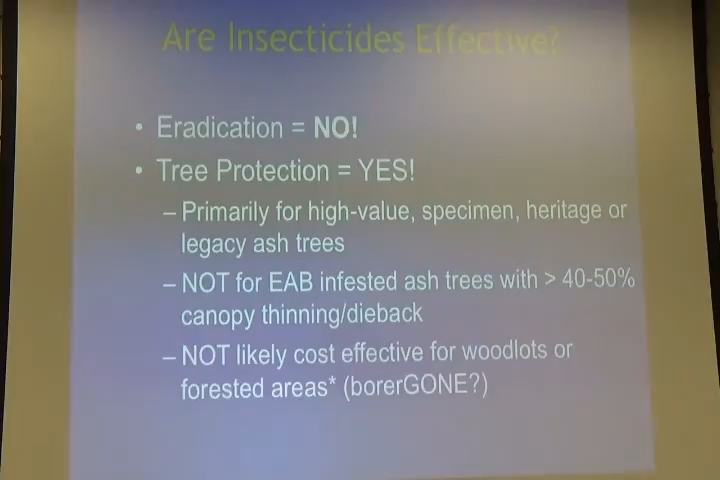 Are Insecticides Effective?
• Eradication = NO!
• Tree Protection = YES!
– Primarily for high-value, specimen, heritage or
legacy ash trees
– NOT for EAB infested ash trees with > 40-50%
canopy thinning/dieback
– NOT likely cost effective for woodlots or
forested areas* (borerGONE?)